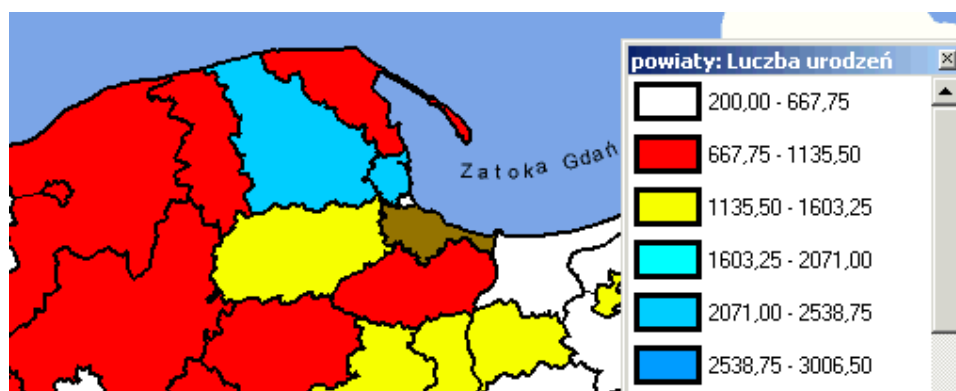 powiaty: Luczba urodzeń
200,00 - 667,75
667,75 - 1135,50
1135,50 - 1603,25
1603,25 - 2071,00
2071,00 - 2538,75
2538,75 - 3006,50
Zatoka Gdań